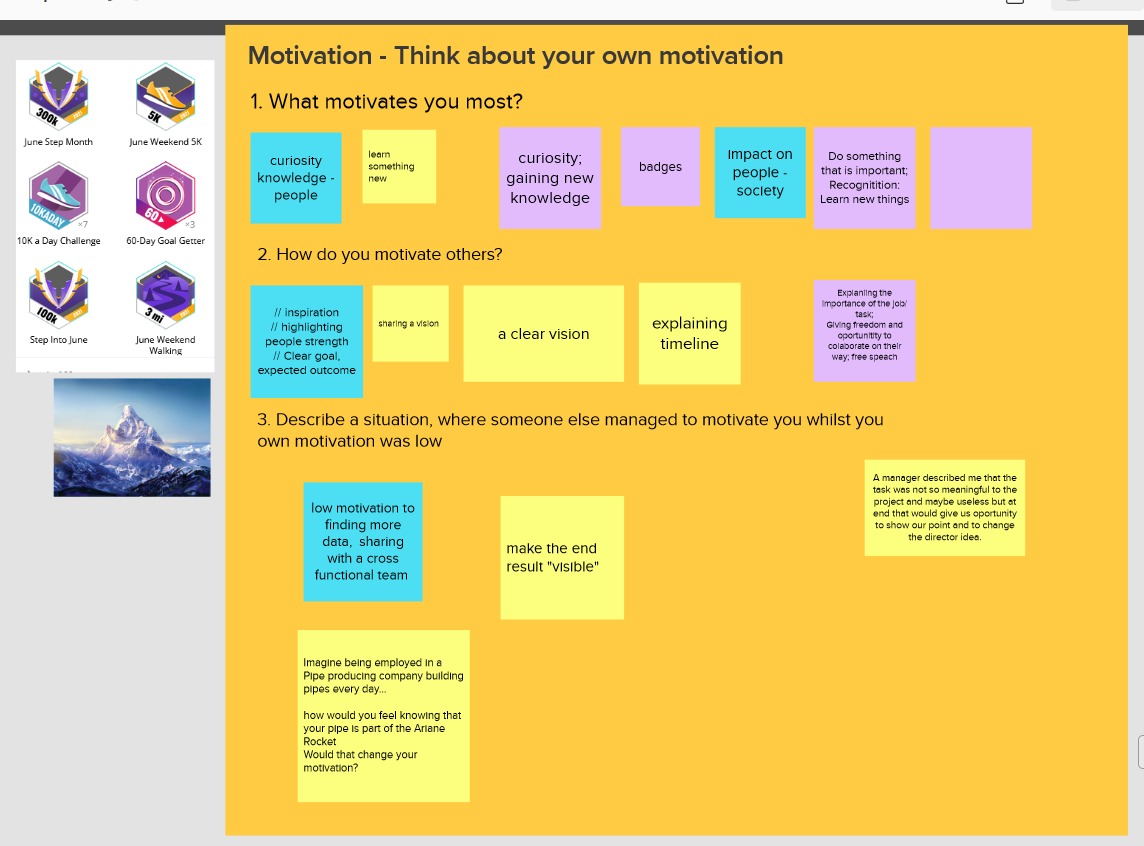 Motivation - Think about your own motivation
1. What motivates you most?
curiosity
knowledge -
people
learn
something
new
curiosity;
gaining new
knowledge
badges
Impact on
people -
society
Do something
that is important;
Recognitition:
Learn new things
2. How do you motivate others?
// inspiration
// highlighting
people strength
// Clear goal,
expected outcome
sharing a vision
a clear vision
explaining
timeline
Explanling the
importance of the job/
task;
Giving freedom and
oportunitity to
colaborate on their
way; free speach
3. Describe a situation, where someone else managed to motivate you whilst you
own motivation was low
low motivation to
finding more
data, sharing
with a cross
functional team
make the end
result "visible"
A manager described me that the
task was not so meaningful to the
project and maybe useless but at
end that would give us oportunity
to show our point and to change
the director idea.
Imagine being employed in a
Pipe producing company building
pipes every day...
how would you feel knowing that
your pipe is part of the Ariane
Rocket
Would that change your
motivation?
300k
2021
June Step Month
5K
2021
June Weekend 5K
10KADAY
×7
10K a Day Challenge
60
×3
60-Day Goal Getter
100k
2021
Step Into June
3 mi
2021
June Weekend
Walking